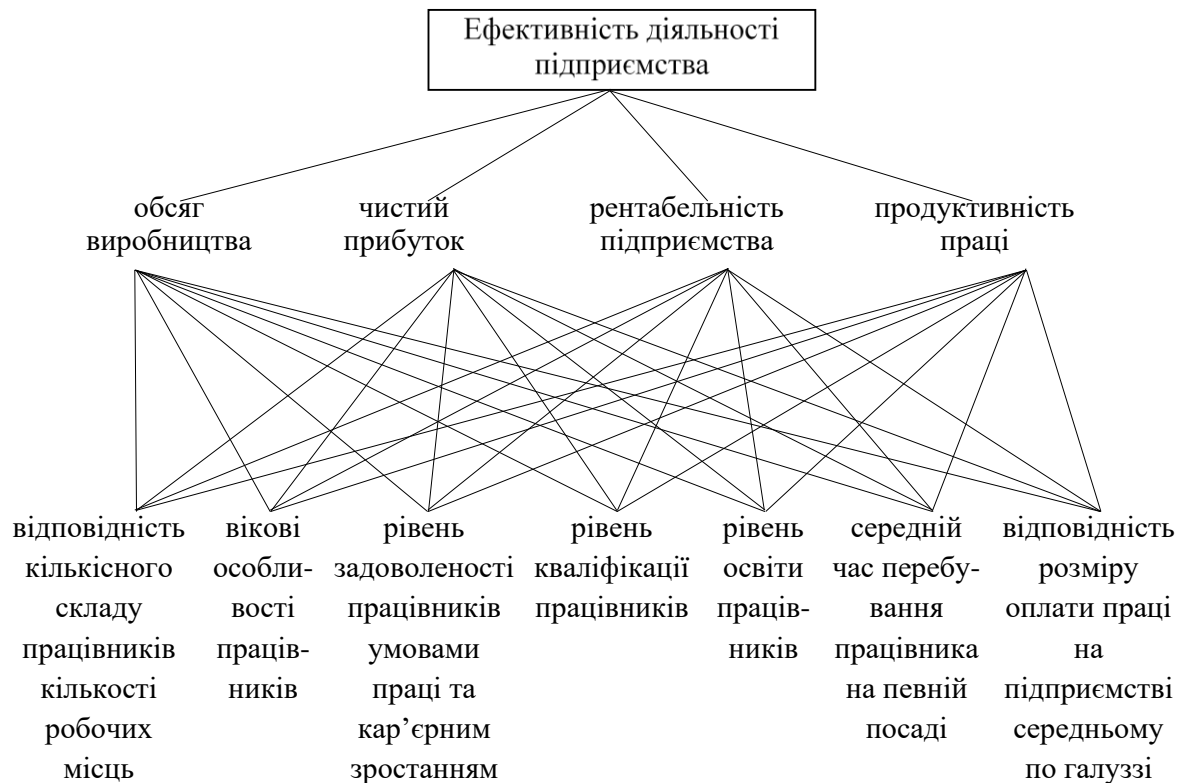 Ефективність діяльності
підприємства
обсяг
виробництва
чистий
прибуток
рентабельність
підприємства
продуктивність
праці
відповідність
кількісного
складу
працівників
кількості
робочих
місць
вікові
особли-
вості
праців-
ників
рівень
задоволеності
працівників
умовами
праці та
кар’єрним
зростанням
рівень
кваліфікації
працівників
рівень
освіти
праців-
ників
середній
час перебу-
вання
працівника
на певній
посаді
відповідність
розміру
оплати праці
на
підприємстві
середньому
по галуззі